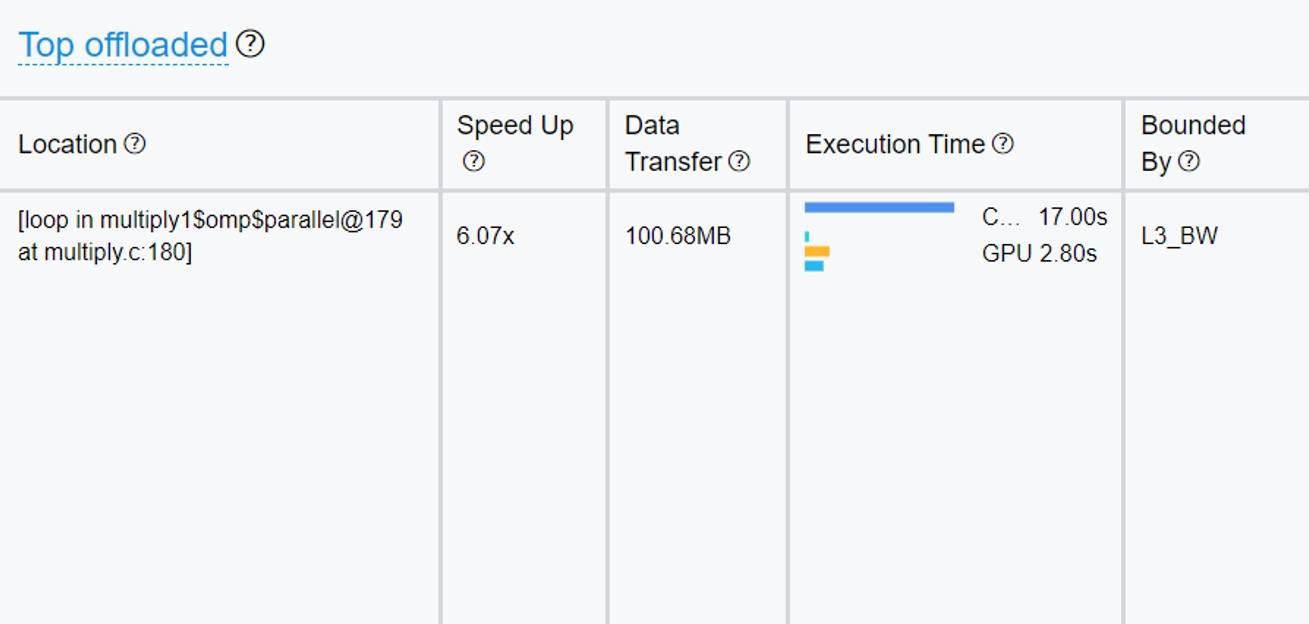 Top offloaded
Location
Speed Up
Data
Transfer
Execution Time
Bounded
By
[loop in multiply1$omp$parallel@179
at multiply.c:180]
6.07x
100.68MB
C... 17.00s
GPU 2.80s
L3_BW